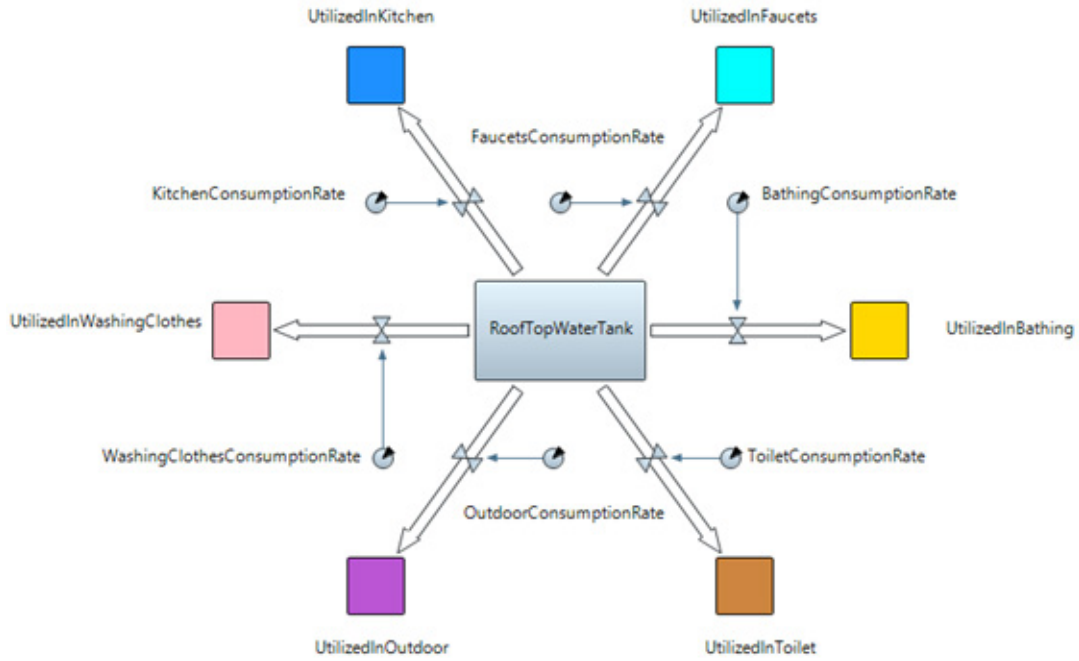 UtilizedInKitchen
UtilizedInFaucets
FaucetsConsumptionRate
KitchenConsumptionRate
BathingConsumptionRate
UtilizedInWashingClothes
RoofTopWaterTank
UtilizedInBathing
WashingClothesConsumptionRate
ToiletConsumptionRate
OutdoorConsumptionRate
UtilizedInOutdoor
UtilizedInToilet